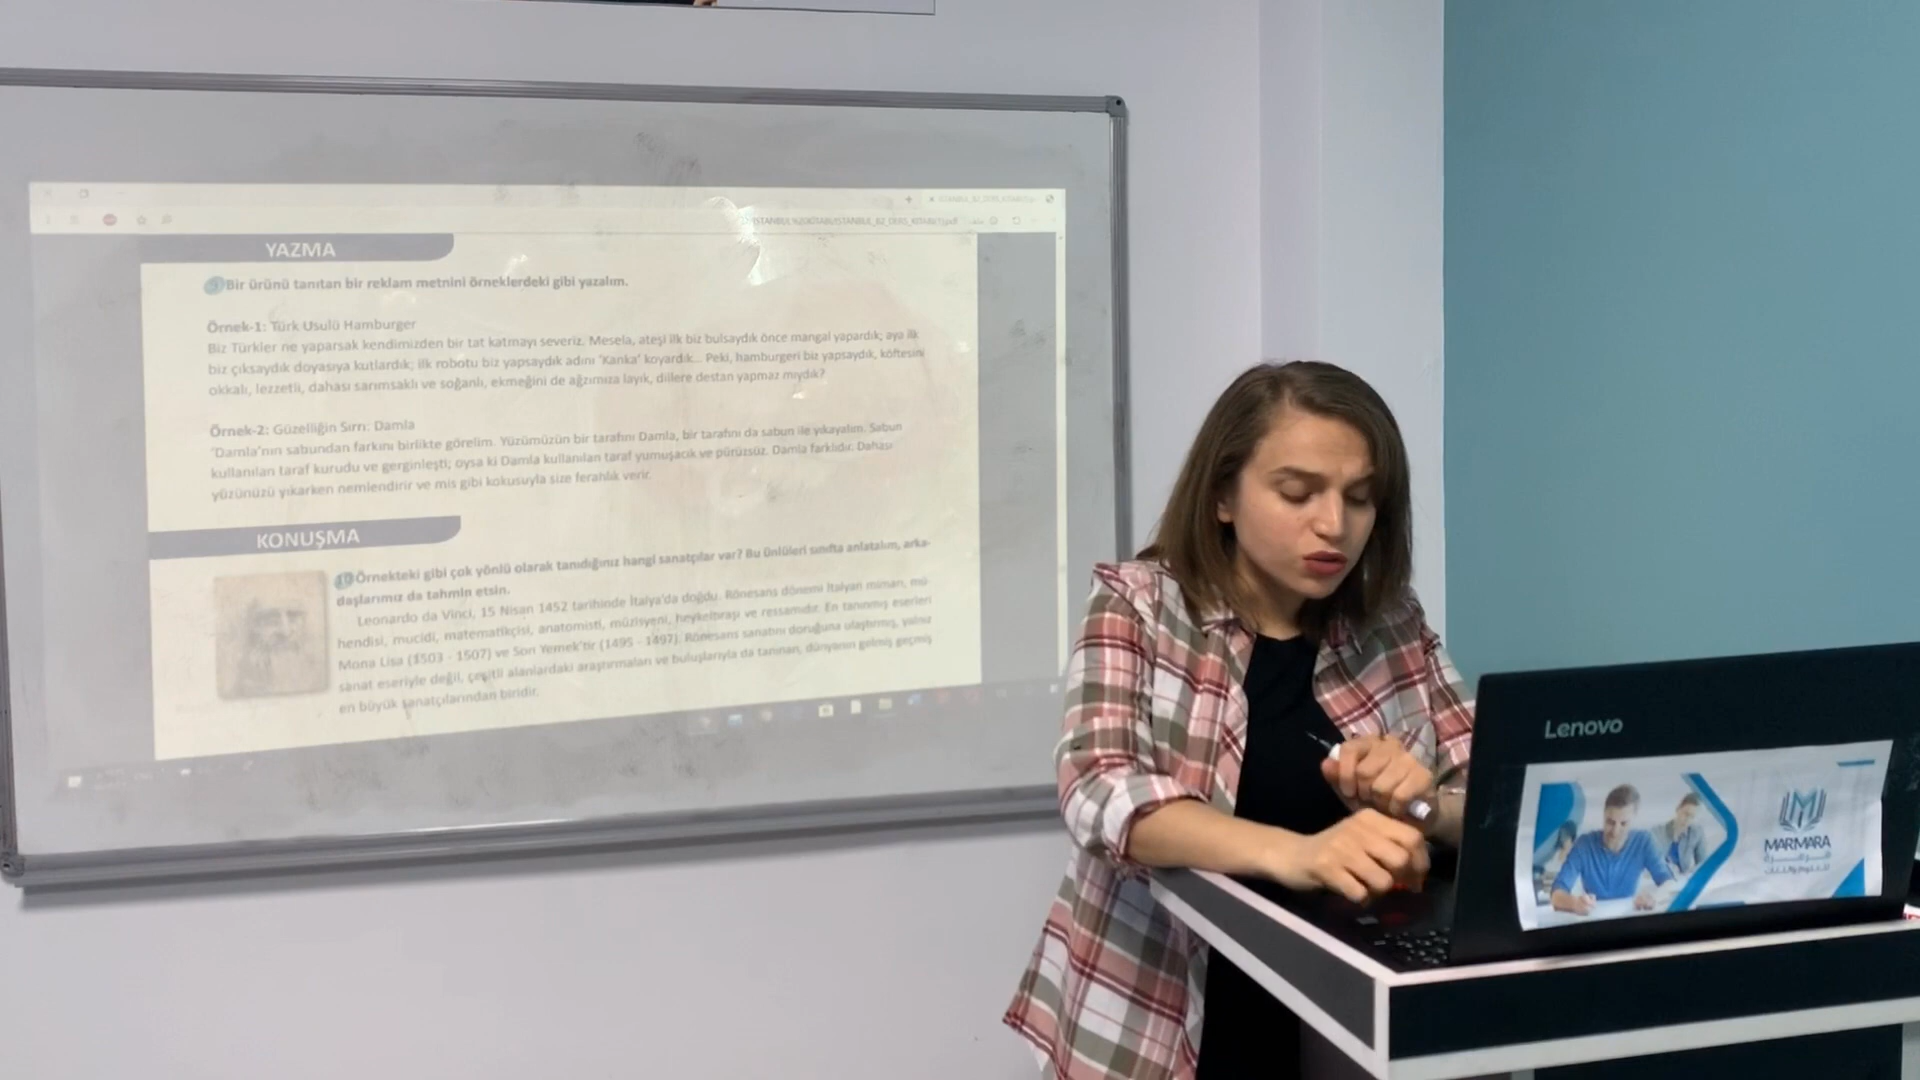 YAZMA
9 Bir ürünü tanıtan bir reklam metnini örneklerdeki gibi yazalım.
Örnek-1: Türk Usulü Hamburger
Biz Türkler ne yaparsak kendimizden bir tat katmayı severiz. Mesela, ateşi ilk biz bulsaydık önce mangal yapardık; aya ilk
biz çıksaydık doyasıya kutlardık; ilk robotu biz yapsaydık adını 'Kanka' koyardık... Peki, hamburgeri biz yapsaydık, köftesini
okkalı, lezzetli, dahası sarımsaklı ve soğanlı, ekmeğini de ağzımıza layık, dillere destan yapmaz mıydık?
Örnek-2: Güzelliğin Sırrı: Damla
'Damla'nın sabundan farkını birlikte görelim. Yüzümüzün bir tarafını Damla, bir tarafını da sabun ile yıkayalım. Sabun
kullanılan taraf kurudu ve gerginleşti; oysa ki Damla kullanılan taraf yumuşacık ve pürüzsüz. Damla farklıdır. Dahası
yüzünüzü yıkarken nemlendirir ve mis gibi kokusuyla size ferahlık verir.
KONUŞMA
10 Örnekteki gibi çok yönlü olarak tanıdığınız hangi sanatçılar var? Bu ünlüleri sınıfta anlatalım, arka-
daşlarımız da tahmin etsin.
Leonardo da Vinci, 15 Nisan 1452 tarihinde İtalya'da doğdu. Rönesans dönemi İtalyan mimarı, mü-
hendisi, mucidi, matematikçisi, anatomisti, müzisyeni, heykeltıraşı ve ressamıdır. En tanınmış eserleri
Mona Lisa (1503 - 1507) ve Son Yemek'tir (1495 - 1497). Rönesans sanatını doruğuna ulaştırmış, yalnız
sanat eseriyle değil, çeşitli alanlardaki araştırmaları ve buluşlarıyla da tanınan, dünyanın gelmiş geçmiş
en büyük sanatçılarından biridir.
Lenovo
MARMARA